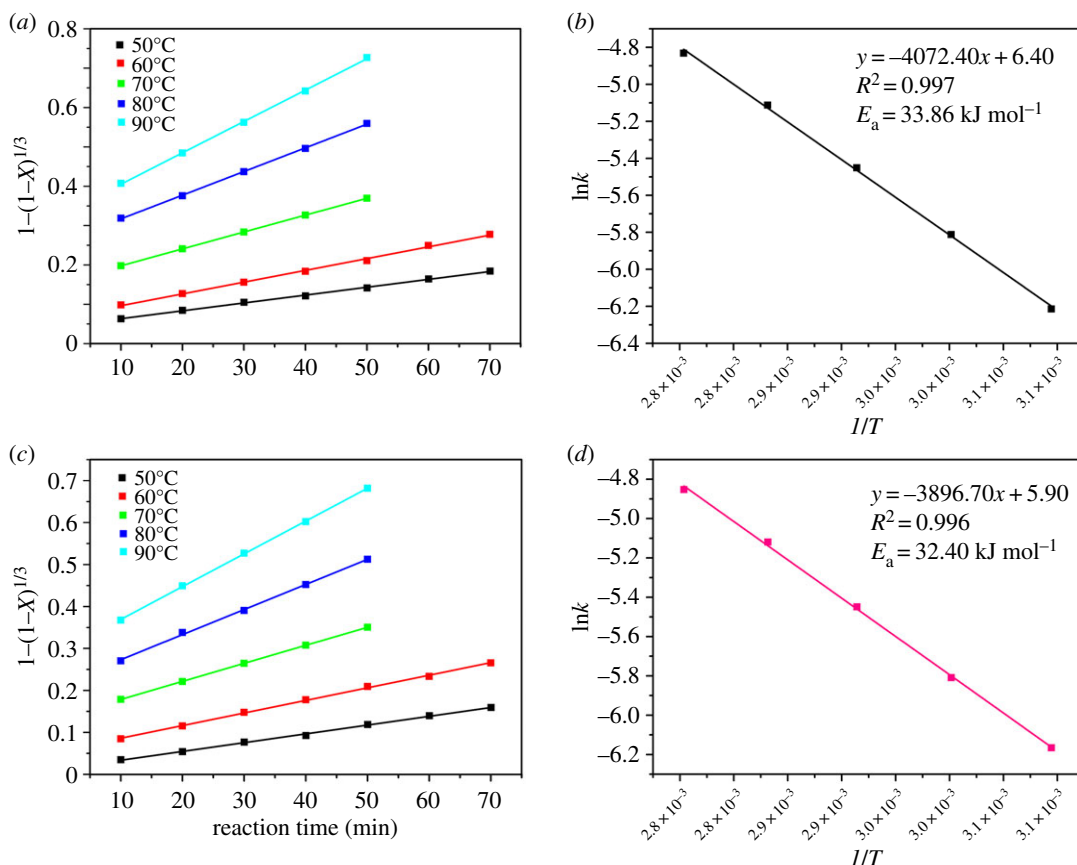 (a)
0.8
0.6
0.4
0.2
0
1–(1–X)^{1/3}
50°C
60°C
70°C
80°C
90°C
10 20 30 40 50 60 70
(b)
–4.8
–5.0
–5.2
–5.4
–5.6
–5.8
–6.0
–6.2
–6.4
lnk
y = –4072.40x + 6.40
R² = 0.997
Eₐ = 33.86 kJ mol⁻¹
2.8 × 10⁻³ 2.8 × 10⁻³ 2.9 × 10⁻³ 2.9 × 10⁻³ 3.0 × 10⁻³ 3.0 × 10⁻³ 3.1 × 10⁻³ 3.1 × 10⁻³
1/T
(c)
0.7
0.6
0.5
0.4
0.3
0.2
0.1
0
1–(1–X)^{1/3}
50°C
60°C
70°C
80°C
90°C
10 20 30 40 50 60 70
reaction time (min)
(d)
–4.8
–5.0
–5.2
–5.4
–5.6
–5.8
–6.0
–6.2
lnk
y = –3896.70x + 5.90
R² = 0.996
Eₐ = 32.40 kJ mol⁻¹
2.8 × 10⁻³ 2.8 × 10⁻³ 2.9 × 10⁻³ 2.9 × 10⁻³ 3.0 × 10⁻³ 3.0 × 10⁻³ 3.1 × 10⁻³ 3.1 × 10⁻³
1/T